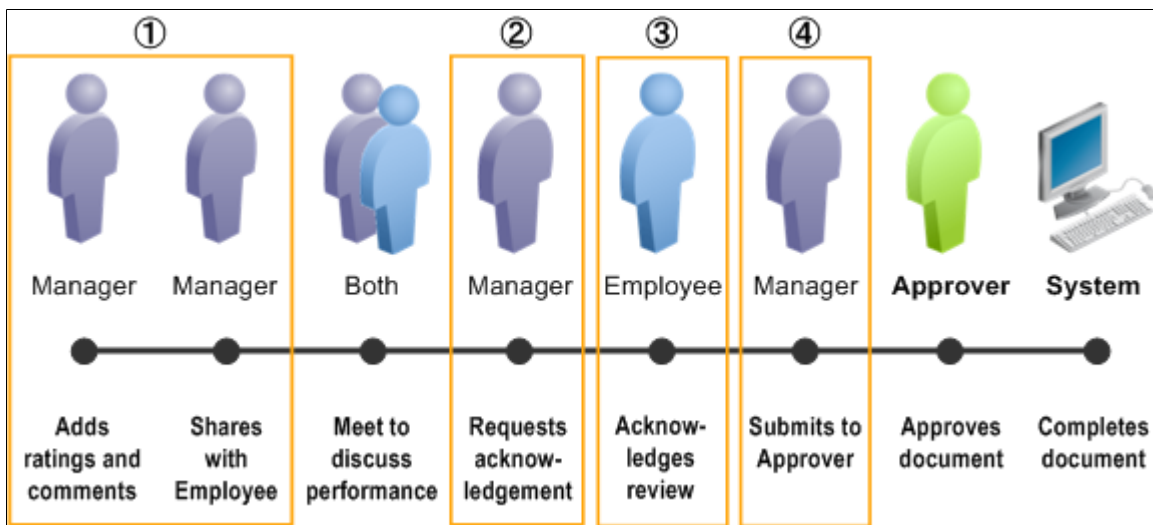 ① ② ③ ④
Manager Manager Both Manager Employee Manager Approver System
Adds
ratings and
comments
Shares
with
Employee
Meet to
discuss
performance
Requests
acknow-
ledgement
Acknow-
ledges
review
Submits to
Approver
Approves
document
Completes
document